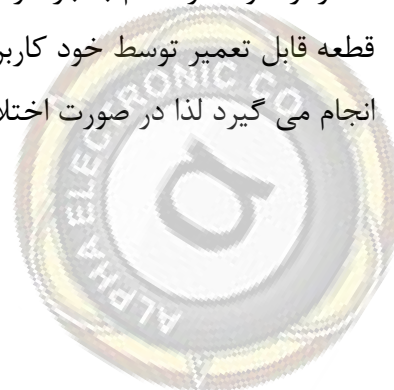 قطعه قابل تعمیر توسط خود کاربر
انجام می گیرد لذا در صورت اختلا
ALPHA ELECTRONIC CO
α